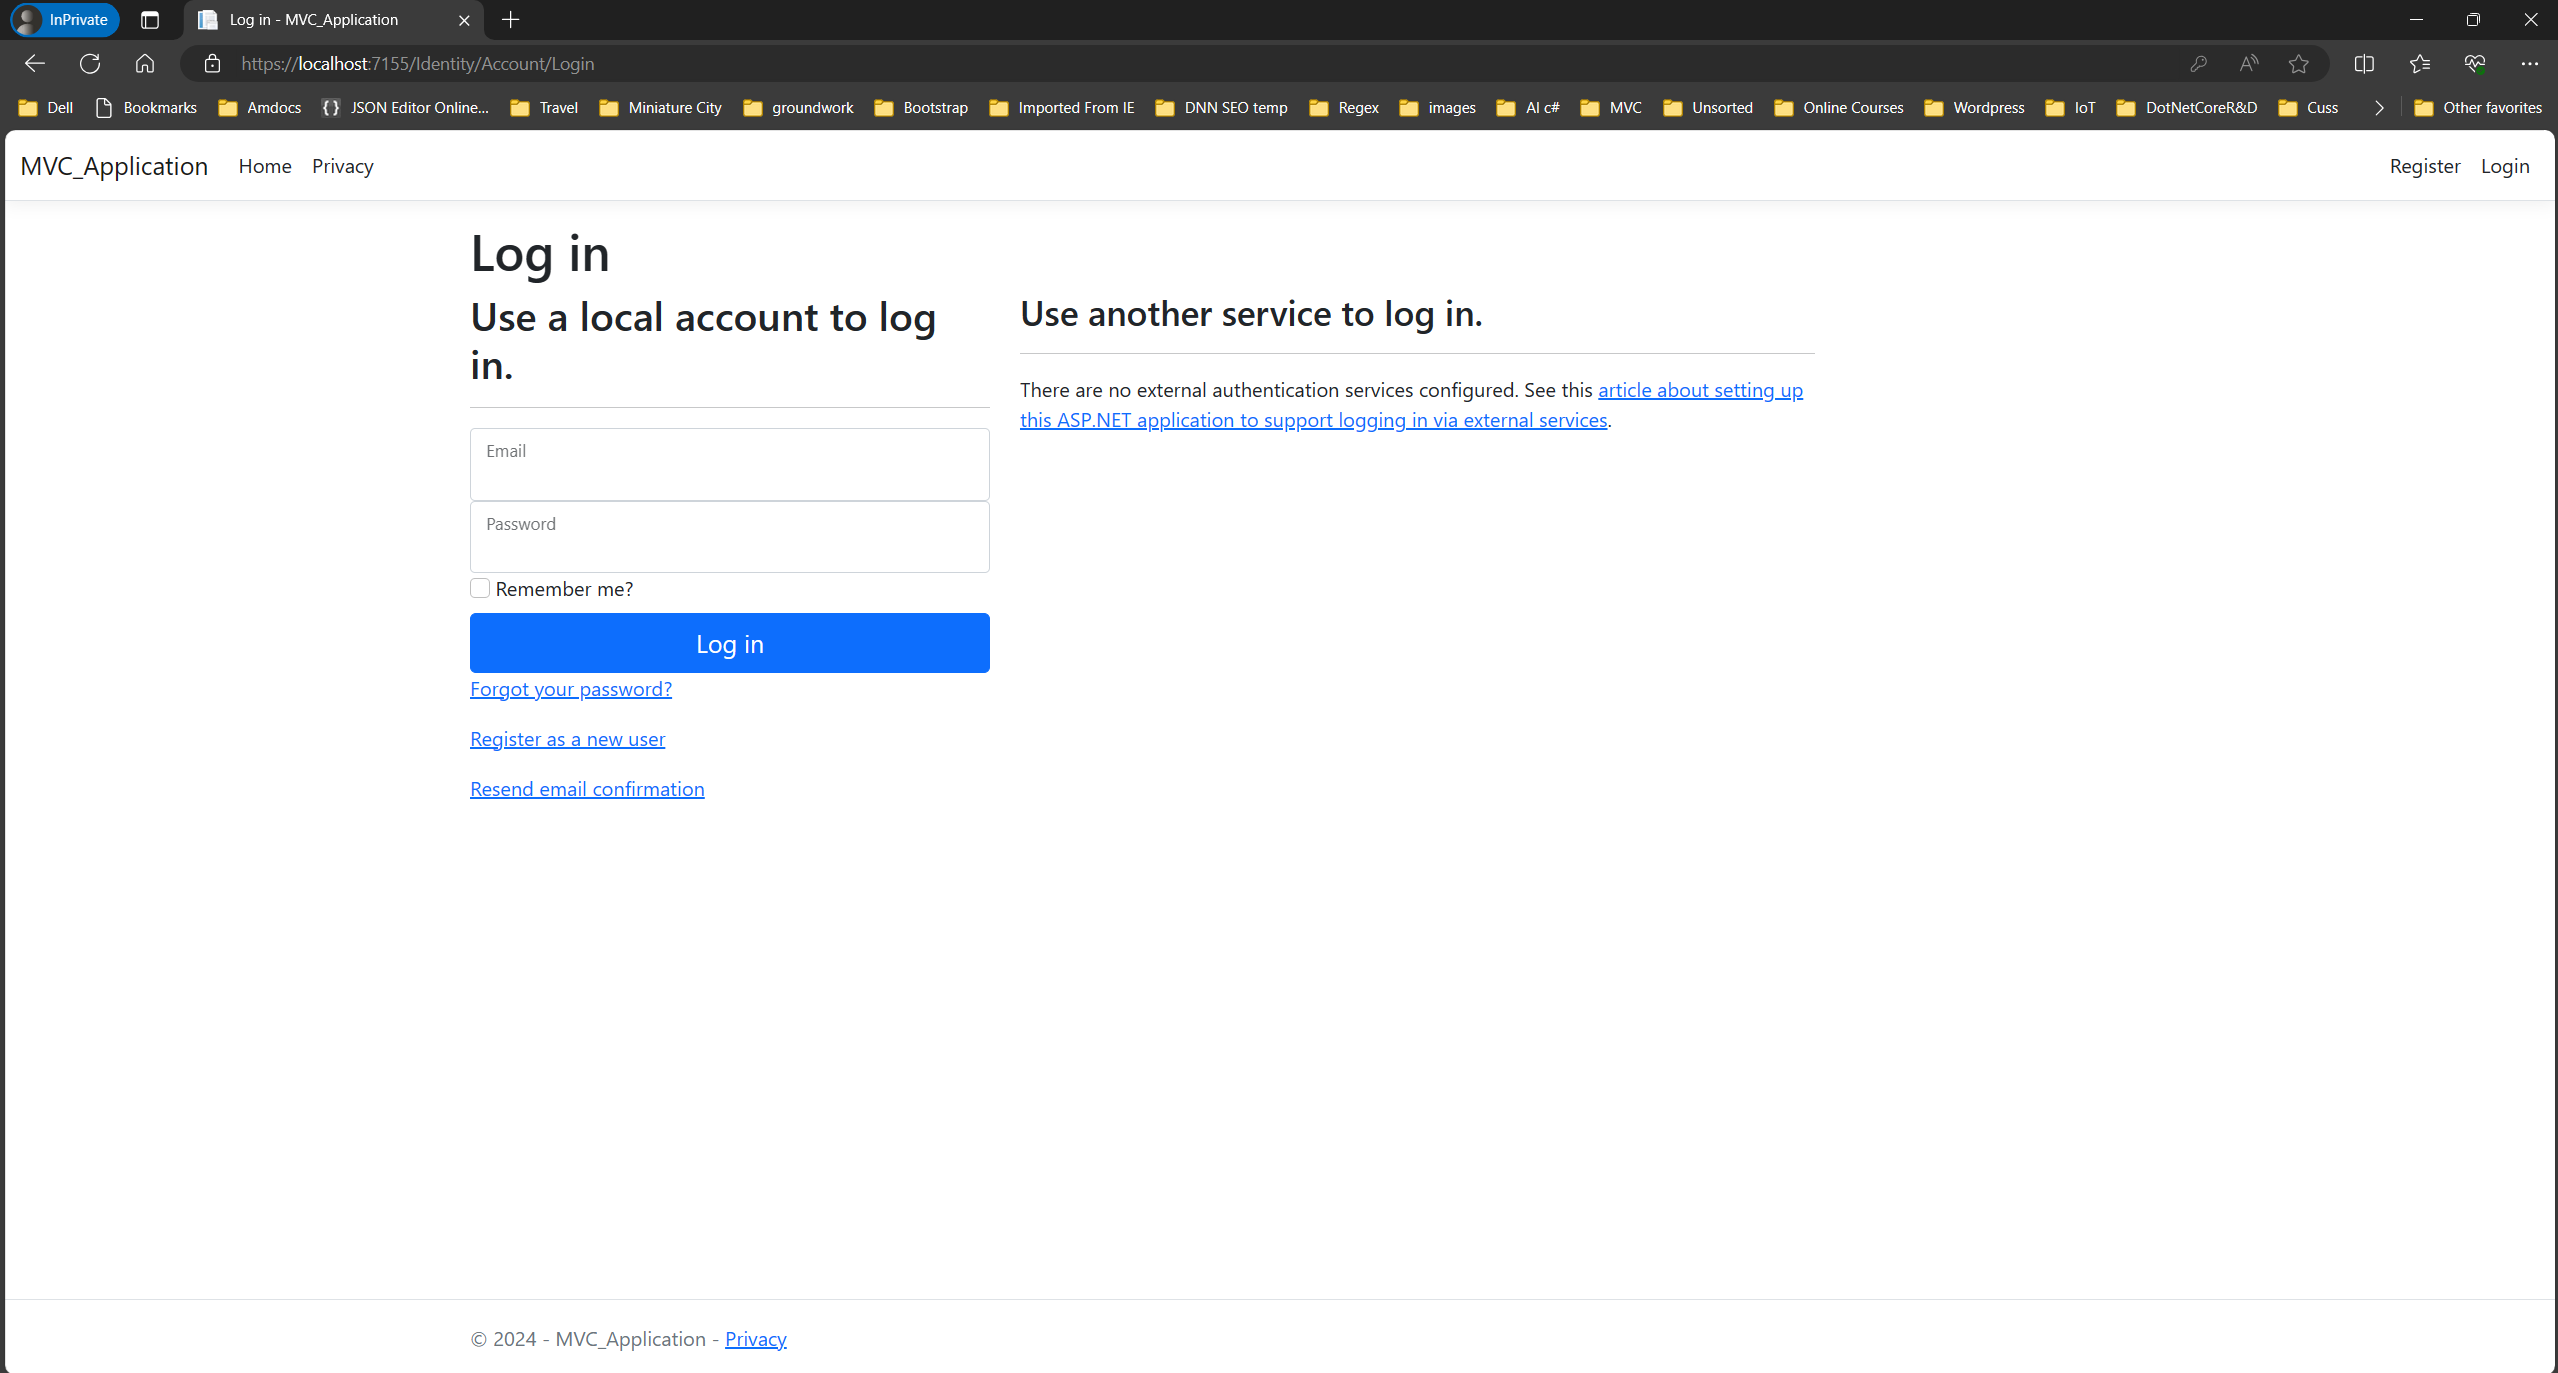 InPrivate
Log in - MVC_Application
https://localhost:7155/Identity/Account/Login
Dell Bookmarks Amdocs JSON Editor Online... Travel Miniature City groundwork Bootstrap Imported From IE DNN SEO temp Regex images AI c# MVC Unsorted Online Courses Wordpress IoT DotNetCoreR&D Cuss Other favorites
MVC_Application Home Privacy Register Login
Log in
Use a local account to log
in.
Email
Password
Remember me?
Log in
Forgot your password?
Register as a new user
Resend email confirmation
Use another service to log in.
There are no external authentication services configured. See this article about setting up
this ASP.NET application to support logging in via external services.
© 2024 - MVC_Application - Privacy